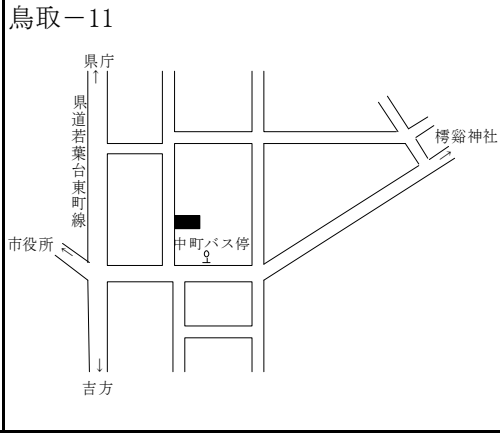 鳥取－11
県庁
↑
県道若葉台東町線
樗谿神社
→
市役所
←
中町バス停
↓
吉方